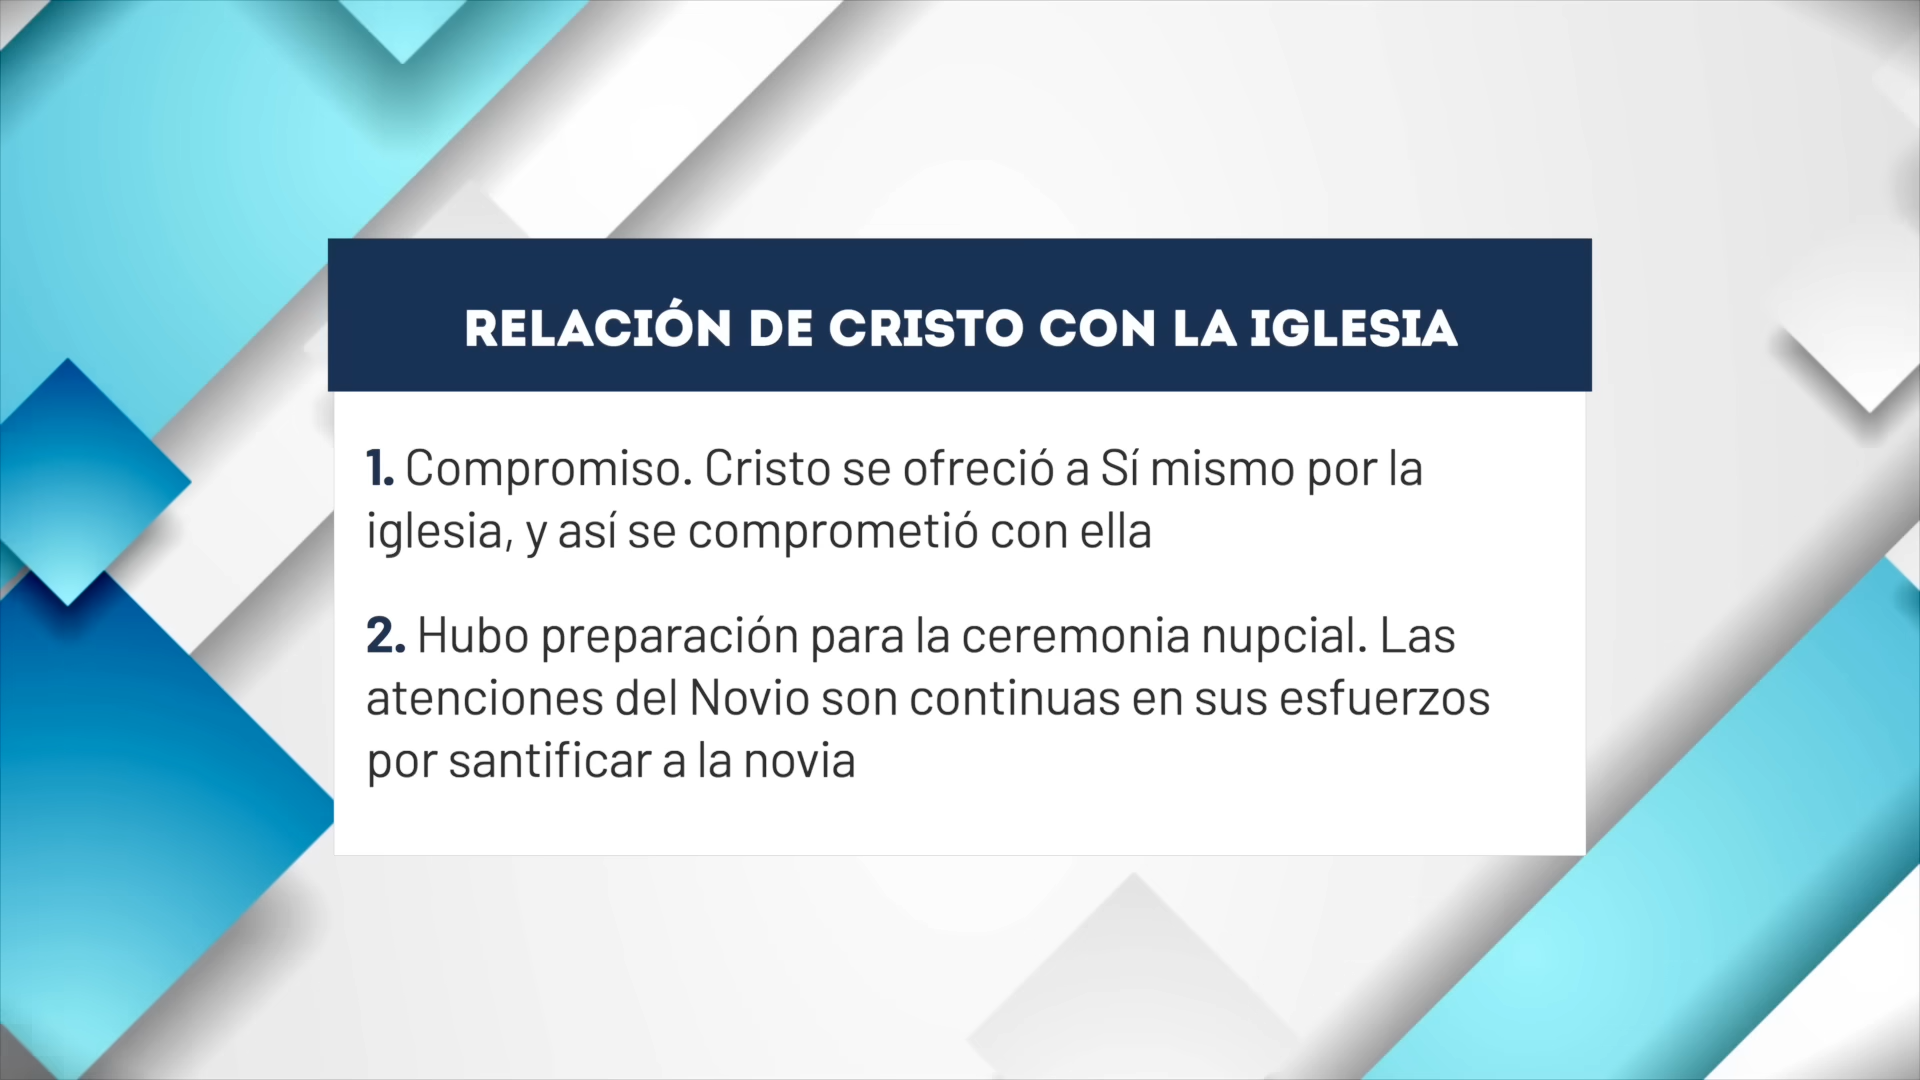 RELACIÓN DE CRISTO CON LA IGLESIA
1. Compromiso. Cristo se ofreció a Sí mismo por la
iglesia, y así se comprometió con ella
2. Hubo preparación para la ceremonia nupcial. Las
atenciones del Novio son continuas en sus esfuerzos
por santificar a la novia